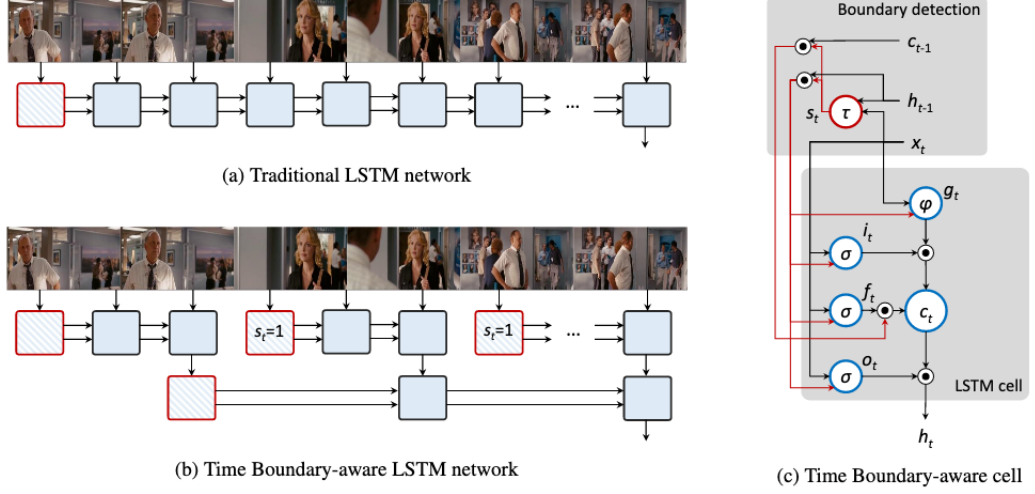 ...
(a) Traditional LSTM network
s_t=1
s_t=1
...
(b) Time Boundary-aware LSTM network
Boundary detection
c_{t-1}
h_{t-1}
s_t
τ
x_t
g_t
φ
i_t
σ
f_t
σ
c_t
o_t
σ
LSTM cell
h_t
(c) Time Boundary-aware cell